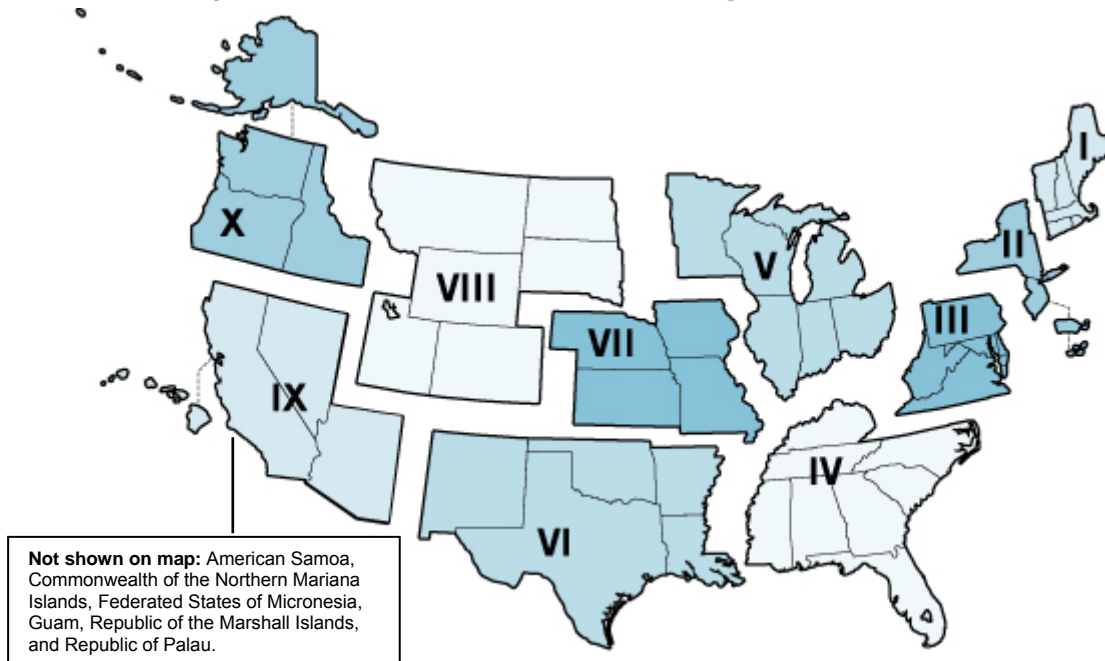 I
X
II
V
VIII
III
VII
IX
IV
VI
Not shown on map: American Samoa,
Commonwealth of the Northern Mariana
Islands, Federated States of Micronesia,
Guam, Republic of the Marshall Islands,
and Republic of Palau.